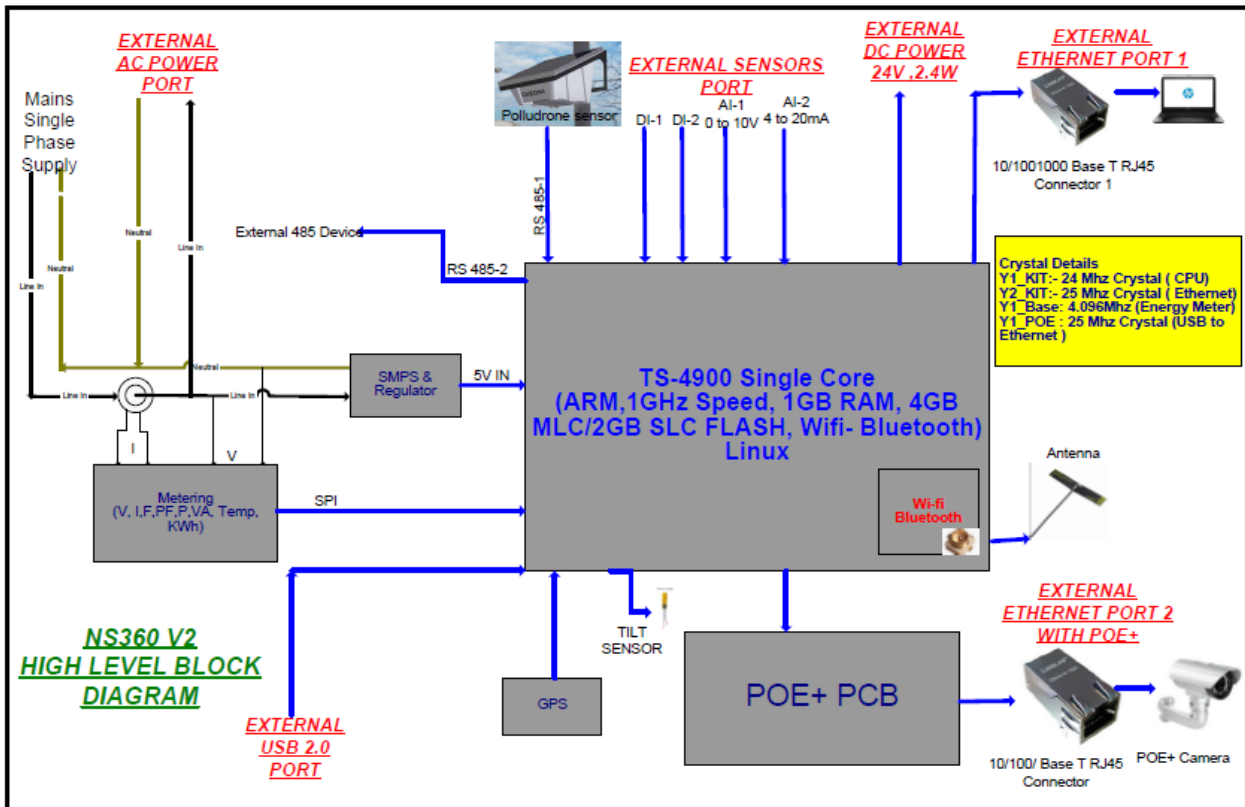 EXTERNAL
AC POWER
PORT
Mains
Single
Phase
Supply
Neutral
Line In
Neutral
Line In
External 485 Device
RS 485-2
Polludrone sensor
RS 485-1
EXTERNAL SENSORS
PORT
DI-1
DI-2
AI-1
0 to 10V
AI-2
4 to 20mA
EXTERNAL
DC POWER
24V ,2.4W
EXTERNAL
ETHERNET PORT 1
10/1001000 Base T RJ45
Connector 1
Crystal Details
Y1_KIT:- 24 Mhz Crystal ( CPU)
Y2_KIT:- 25 Mhz Crystal ( Ethernet)
Y1_Base: 4.096Mhz (Energy Meter)
Y1_POE : 25 Mhz Crystal (USB to
Ethernet )
Neutral
Line In
Line In
SMPS &
Regulator
5V IN
TS-4900 Single Core
(ARM,1GHz Speed, 1GB RAM, 4GB
MLC/2GB SLC FLASH, Wifi- Bluetooth)
Linux
I
V
Metering
(V, I,F,PF,P,VA, Temp,
KWh)
SPI
Wi-fi
Bluetooth
Antenna
NS360 V2
HIGH LEVEL BLOCK
DIAGRAM
EXTERNAL
USB 2.0
PORT
GPS
TILT
SENSOR
POE+ PCB
EXTERNAL
ETHERNET PORT 2
WITH POE+
10/100/ Base T RJ45
Connector
POE+ Camera